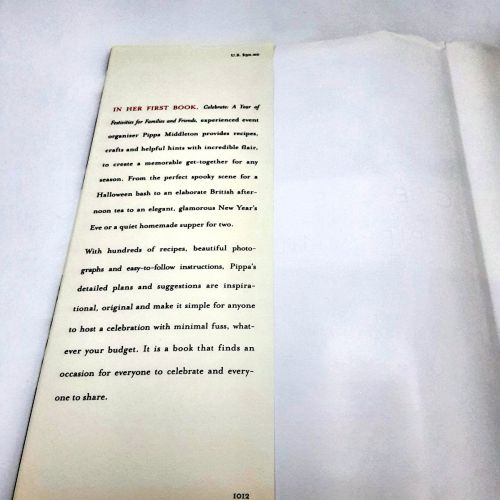 U.S. $50.00
IN HER FIRST BOOK, Celebrate: A Year of
Festivities for Families and Friends, experienced event
organiser Pippa Middleton provides recipes,
crafts and helpful hints with incredible flair,
to create a memorable get-together for any
season. From the perfect spooky scene for a
Halloween bash to an elaborate British after-
noon tea to an elegant, glamorous New Year's
Eve or a quiet homemade supper for two.
With hundreds of recipes, beautiful photo-
graphs and easy-to-follow instructions, Pippa's
detailed plans and suggestions are inspira-
tional, original and make it simple for anyone
to host a celebration with minimal fuss, what-
ever your budget. It is a book that finds an
occasion for everyone to celebrate and every-
one to share.
1012